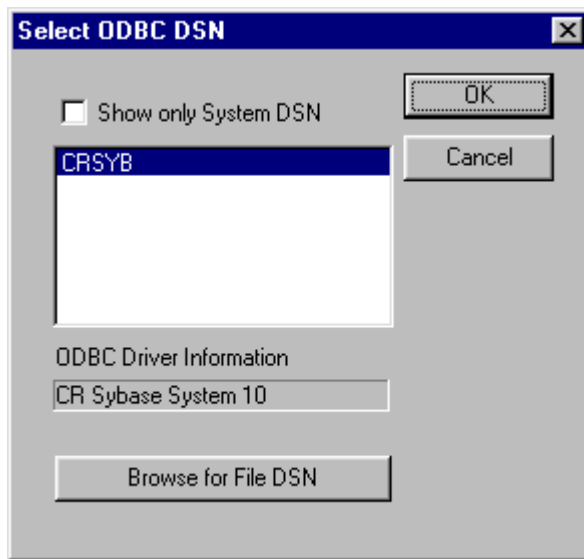 Select ODBC DSN
Show only System DSN
OK
Cancel
CRSYB
ODBC Driver Information
CR Sybase System 10
Browse for File DSN